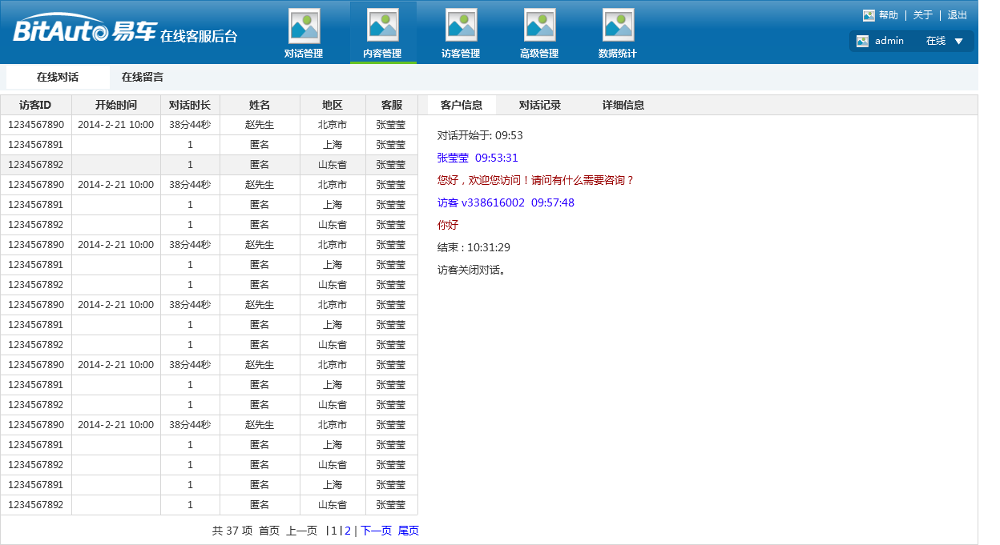 BitAuto 易车 在线客服后台
对话管理 内容管理 访客管理 高级管理 数据统计
帮助 | 关于 | 退出
admin 在线 ▼
在线对话 在线留言
访客ID 开始时间 对话时长 姓名 地区 客服
1234567890 2014-2-21 10:00 38分44秒 赵先生 北京市 张莹莹
1234567891 1 匿名 上海 张莹莹
1234567892 1 匿名 山东省 张莹莹
1234567890 2014-2-21 10:00 38分44秒 赵先生 北京市 张莹莹
1234567891 1 匿名 上海 张莹莹
1234567892 1 匿名 山东省 张莹莹
1234567890 2014-2-21 10:00 38分44秒 赵先生 北京市 张莹莹
1234567891 1 匿名 上海 张莹莹
1234567892 1 匿名 山东省 张莹莹
1234567890 2014-2-21 10:00 38分44秒 赵先生 北京市 张莹莹
1234567891 1 匿名 上海 张莹莹
1234567892 1 匿名 山东省 张莹莹
1234567890 2014-2-21 10:00 38分44秒 赵先生 北京市 张莹莹
1234567891 1 匿名 上海 张莹莹
1234567892 1 匿名 山东省 张莹莹
1234567890 2014-2-21 10:00 38分44秒 赵先生 北京市 张莹莹
1234567891 1 匿名 上海 张莹莹
1234567892 1 匿名 山东省 张莹莹
1234567891 1 匿名 上海 张莹莹
1234567892 1 匿名 山东省 张莹莹
共 37 项 首页 上一页 |1|2 | 下一页 尾页
客户信息 对话记录 详细信息
对话开始于: 09:53
张莹莹 09:53:31
您好，欢迎您访问！请问有什么需要咨询？
访客 v338616002 09:57:48
你好
结束 : 10:31:29
访客关闭对话。